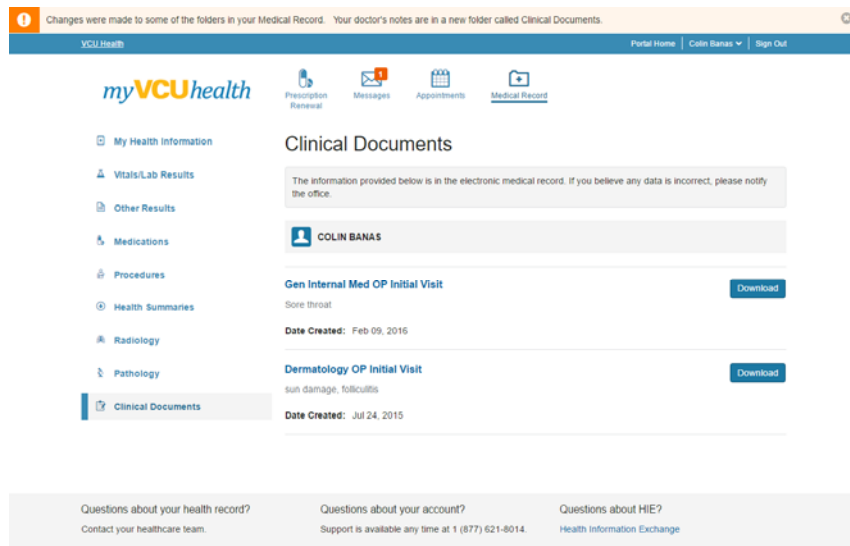 Changes were made to some of the folders in your Medical Record. Your doctor's notes are in a new folder called Clinical Documents.
VCU Health
Portal Home
Colin Banas
Sign Out
myVCUhealth
Prescription Renewal
1
Messages
Appointments
Medical Record
My Health Information
Vitals/Lab Results
Other Results
Medications
Procedures
Health Summaries
Radiology
Pathology
Clinical Documents
Clinical Documents
The information provided below is in the electronic medical record. If you believe any data is incorrect, please notify
the office.
COLIN BANAS
Gen Internal Med OP Initial Visit
Download
Sore throat
Date Created: Feb 09, 2016
Dermatology OP Initial Visit
Download
sun damage, folliculitis
Date Created: Jul 24, 2015
Questions about your health record?
Contact your healthcare team.
Questions about your account?
Support is available any time at 1 (877) 621-8014.
Questions about HIE?
Health Information Exchange